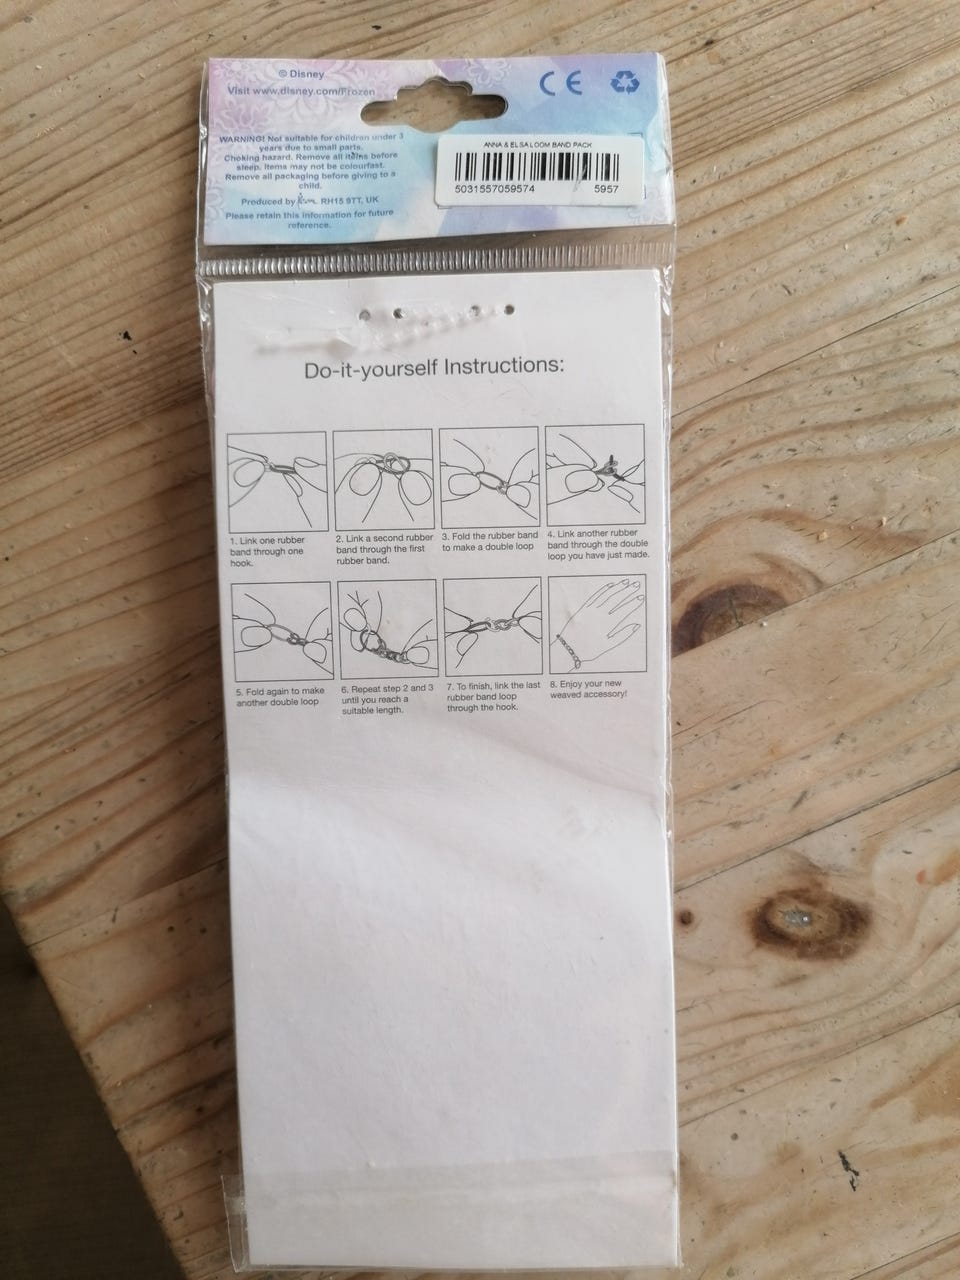 © Disney
Visit www.disney.com/Frozen
WARNING! Not suitable for children under 3
years due to small parts.
Choking hazard. Remove all items before
sleep. Items may not be colourfast.
Remove all packaging before giving to a
child.
Produced by RH15 9TT, UK
Please retain this information for future
reference.
CE
ANNA & ELSA LOOM BAND PACK
5031557059574 5957
Do-it-yourself Instructions:
1. Link one rubber
band through one
hook.
2. Link a second rubber
band through the first
rubber band.
3. Fold the rubber band
to make a double loop
4. Link another rubber
band through the double
loop you have just made.
5. Fold again to make
another double loop
6. Repeat step 2 and 3
until you reach a
suitable length.
7. To finish, link the last
rubber band loop
through the hook.
8. Enjoy your new
weaved accessory!